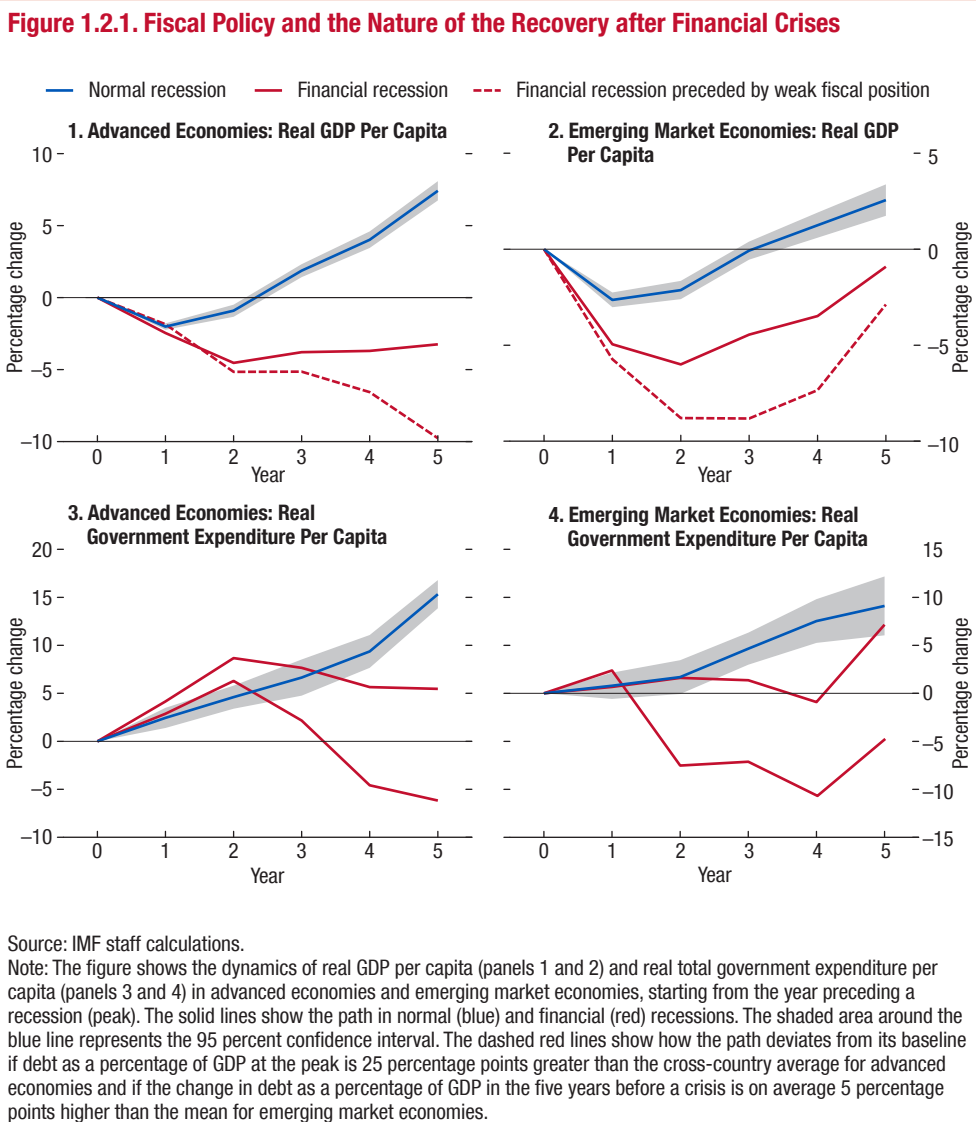 Figure 1.2.1. Fiscal Policy and the Nature of the Recovery after Financial Crises
Normal recession
Financial recession
Financial recession preceded by weak fiscal position
1. Advanced Economies: Real GDP Per Capita
10
5
0
–5
–10
Percentage change
0 1 2 3 4 5
Year
2. Emerging Market Economies: Real GDP
Per Capita
5
0
–5
–10
Percentage change
0 1 2 3 4 5
Year
3. Advanced Economies: Real
Government Expenditure Per Capita
20
15
10
5
0
–5
–10
Percentage change
0 1 2 3 4 5
Year
4. Emerging Market Economies: Real
Government Expenditure Per Capita
15
10
5
0
–5
–10
–15
Percentage change
0 1 2 3 4 5
Year
Source: IMF staff calculations.
Note: The figure shows the dynamics of real GDP per capita (panels 1 and 2) and real total government expenditure per
capita (panels 3 and 4) in advanced economies and emerging market economies, starting from the year preceding a
recession (peak). The solid lines show the path in normal (blue) and financial (red) recessions. The shaded area around the
blue line represents the 95 percent confidence interval. The dashed red lines show how the path deviates from its baseline
if debt as a percentage of GDP at the peak is 25 percentage points greater than the cross-country average for advanced
economies and if the change in debt as a percentage of GDP in the five years before a crisis is on average 5 percentage
points higher than the mean for emerging market economies.